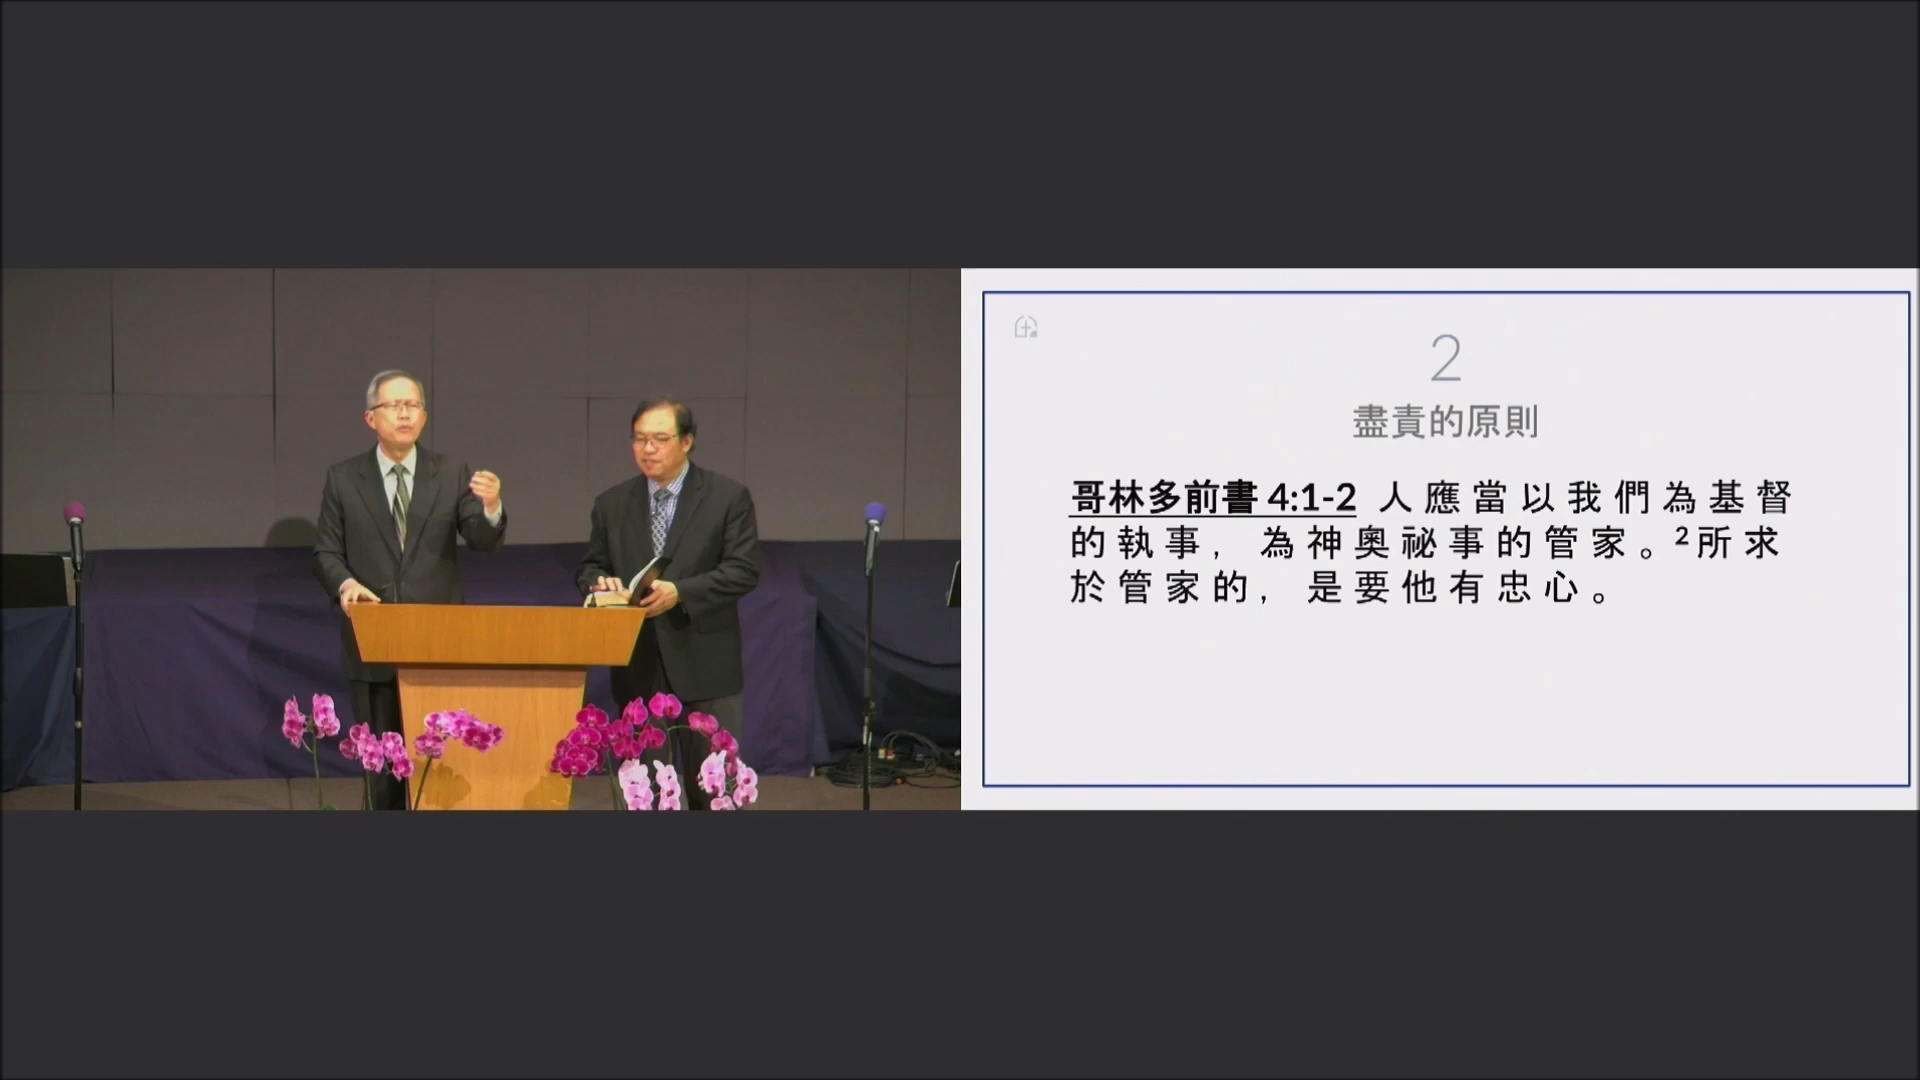 2
盡責的原則
哥林多前書 4:1-2 人應當以我們為基督
的執事, 為神奧祕事的管家。2所求
於管家的, 是要他有忠心。